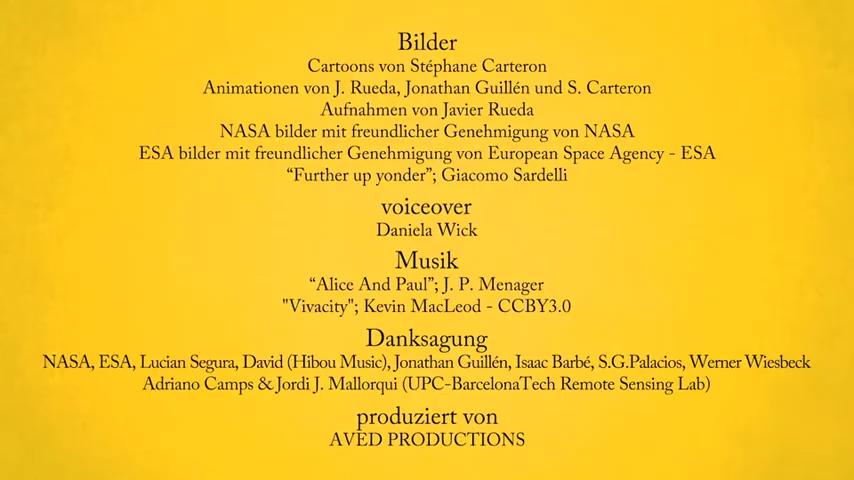 Bilder
Cartoons von Stéphane Carteron
Animationen von J. Rueda, Jonathan Guillén und S. Carteron
Aufnahmen von Javier Rueda
NASA bilder mit freundlicher Genehmigung von NASA
ESA bilder mit freundlicher Genehmigung von European Space Agency - ESA
“Further up yonder”; Giacomo Sardelli
voiceover
Daniela Wick
Musik
“Alice And Paul”; J. P. Menager
"Vivacity"; Kevin MacLeod - CCBY3.0
Danksagung
NASA, ESA, Lucian Segura, David (Hibou Music), Jonathan Guillén, Isaac Barbé, S.G.Palacios, Werner Wiesbeck
Adriano Camps & Jordi J. Mallorqui (UPC-BarcelonaTech Remote Sensing Lab)
produziert von
AVED PRODUCTIONS